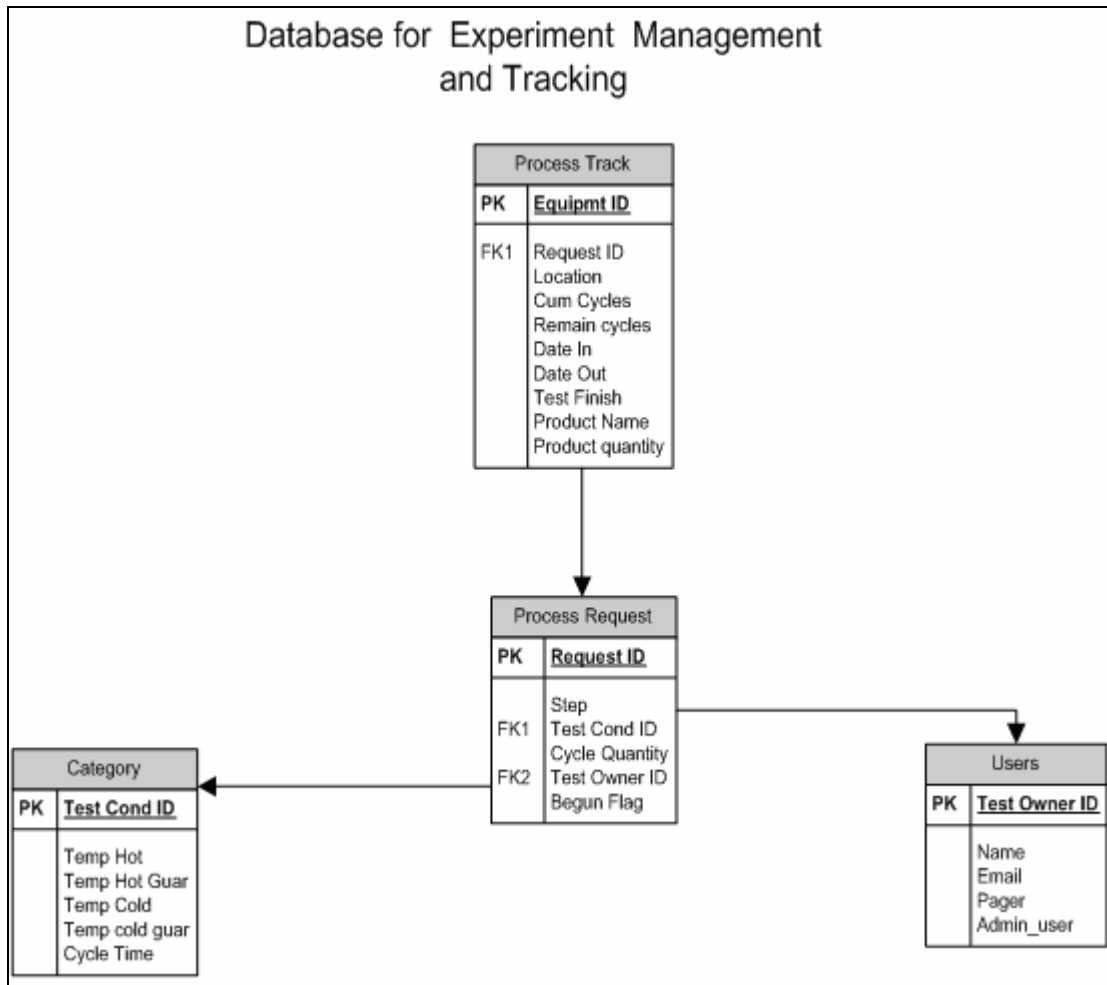 Database for Experiment Management
and Tracking
Process Track
PK Equipmt ID
FK1 Request ID
Location
Cum Cycles
Remain cycles
Date In
Date Out
Test Finish
Product Name
Product quantity
Process Request
PK Request ID
Step
FK1 Test Cond ID
Cycle Quantity
FK2 Test Owner ID
Begun Flag
Category
PK Test Cond ID
Temp Hot
Temp Hot Guar
Temp Cold
Temp cold guar
Cycle Time
Users
PK Test Owner ID
Name
Email
Pager
Admin_user